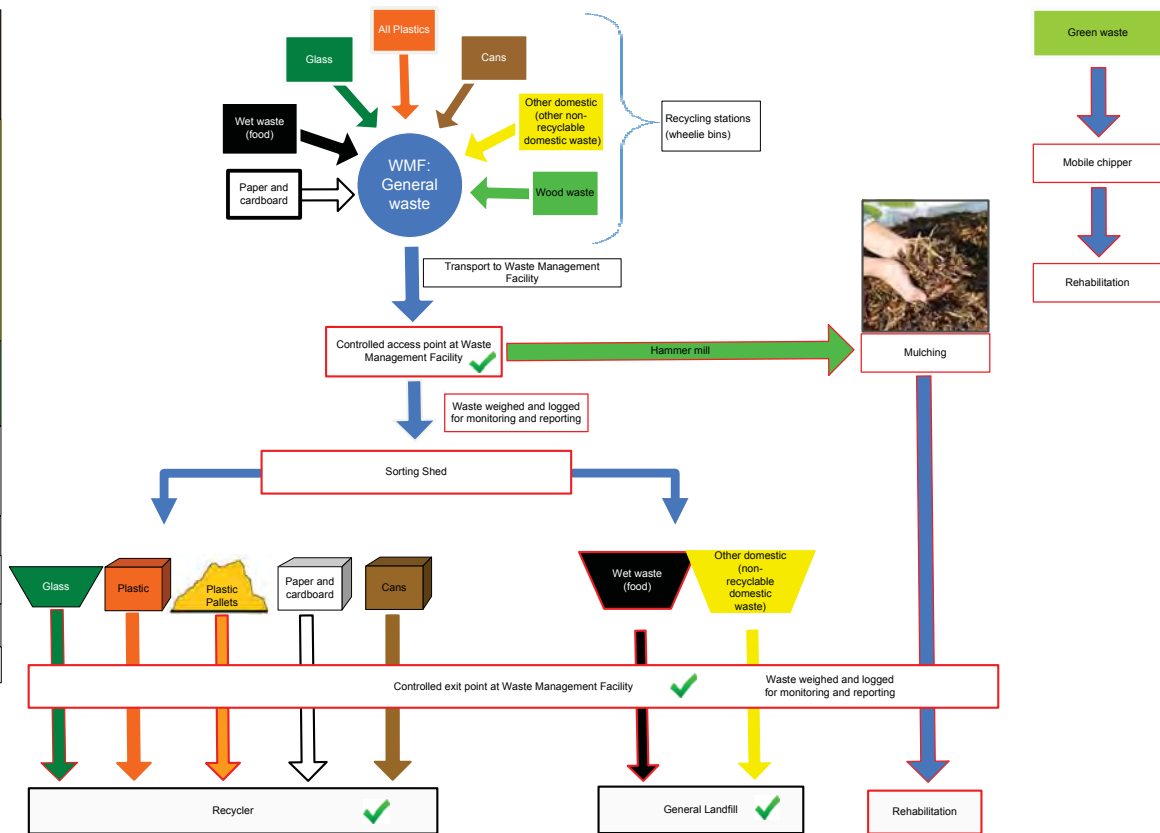 All Plastics
Glass
Cans
Green waste
Wet waste
(food)
Other domestic
(other non-
recyclable
domestic waste)
Recycling stations
(wheelie bins)
WMF:
General
waste
Paper and
cardboard
Wood waste
Mobile chipper
Transport to Waste Management
Facility
Rehabilitation
Controlled access point at Waste
Management Facility
Hammer mill
Mulching
Waste weighed and logged
for monitoring and reporting
Sorting Shed
Glass
Plastic
Plastic
Pallets
Paper and
cardboard
Cans
Wet waste
(food)
Other domestic
(non-
recyclable
domestic
waste)
Controlled exit point at Waste Management Facility
Waste weighed and logged
for monitoring and reporting
Recycler
General Landfill
Rehabilitation